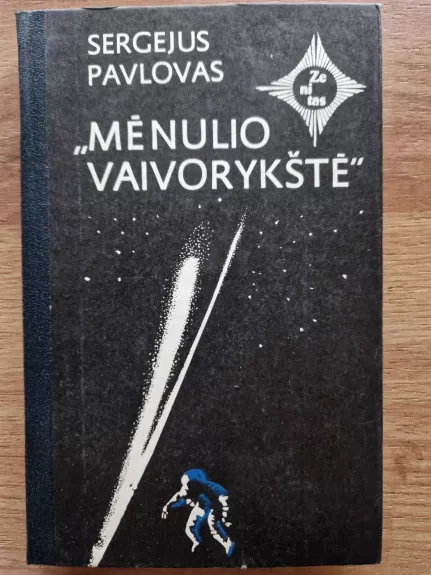 SERGEJUS
PAVLOVAS
Ze
ni
tas
„MĖNULIO
VAIVORYKŠTĖ”